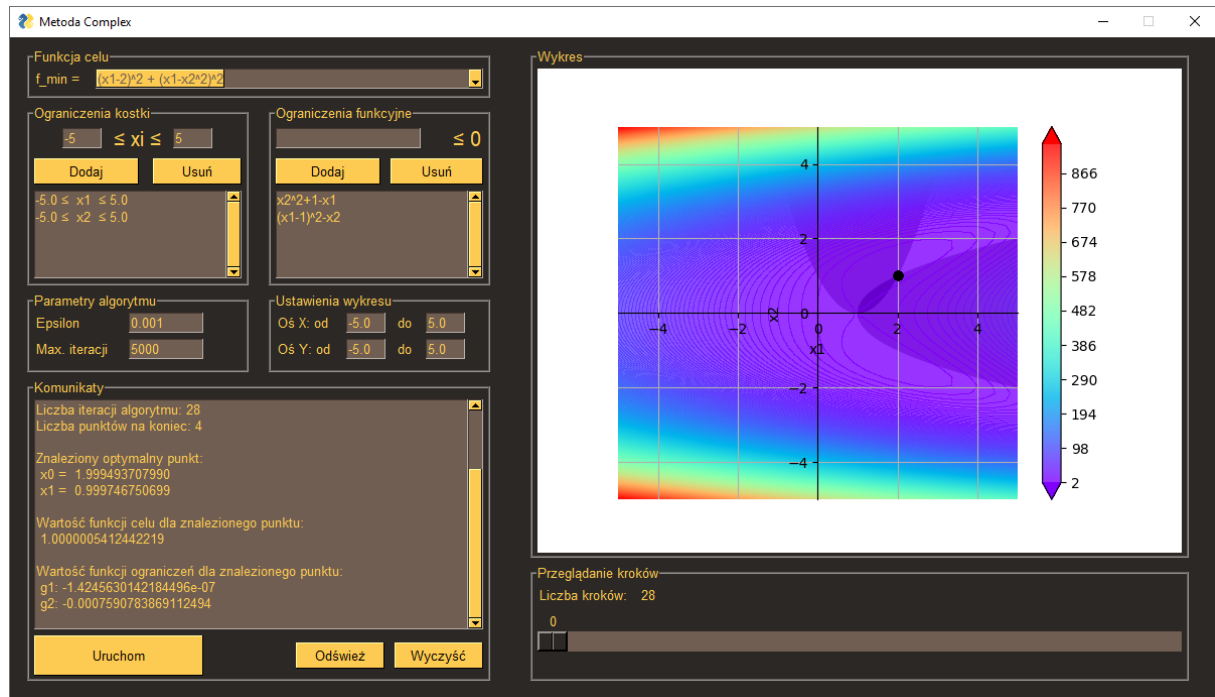 Metoda Complex
Funkcja celu
f_min = (x1-2)^2 + (x1-x2^2)^2
Ograniczenia kostki
-5 ≤ xi ≤ 5
Dodaj Usuń
-5.0 ≤ x1 ≤ 5.0
-5.0 ≤ x2 ≤ 5.0
Ograniczenia funkcyjne
≤ 0
Dodaj Usuń
x2^2+1-x1
(x1-1)^2-x2
Parametry algorytmu
Epsilon 0.001
Max. iteracji 5000
Ustawienia wykresu
Oś X: od -5.0 do 5.0
Oś Y: od -5.0 do 5.0
Komunikaty
Liczba iteracji algorytmu: 28
Liczba punktów na koniec: 4
Znaleziony optymalny punkt:
x0 = 1.999493707990
x1 = 0.999746750699
Wartość funkcji celu dla znalezionego punktu:
1.0000005412442219
Wartość funkcji ograniczeń dla znalezionego punktu:
g1: -1.4245630142184496e-07
g2: -0.0007590783869112494
Uruchom Odśwież Wyczyść
Wykres
4
2
0
−2
−4
x2
−4 −2 0 2 4
x1
866
770
674
578
482
386
290
194
98
2
Przeglądanie kroków
Liczba kroków: 28
0